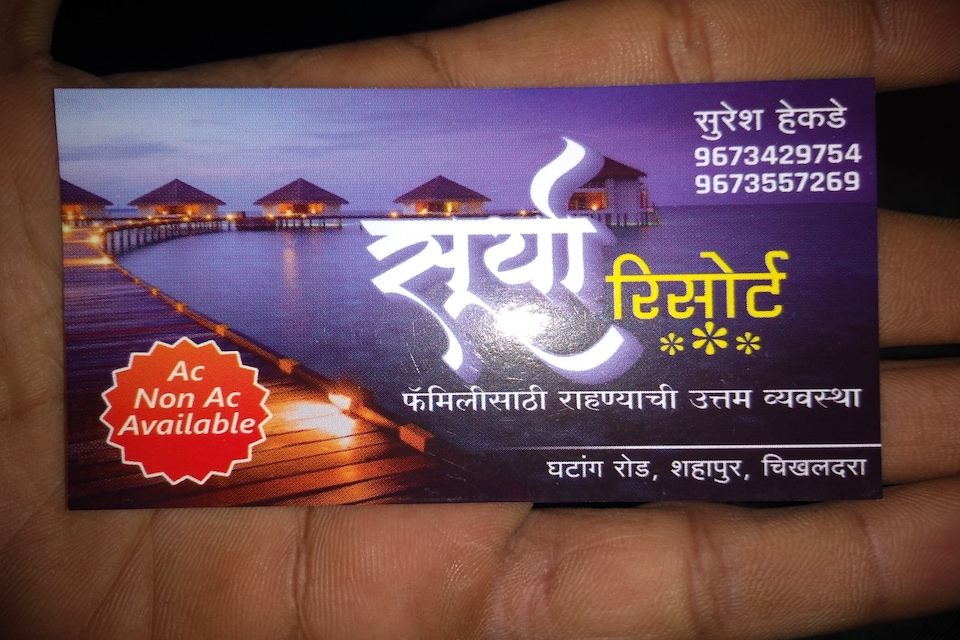 सुरेश हेकडे
9673429754
9673557269
सूर्या
रिसोर्ट
***
Ac
Non Ac
Available
फॅमिलीसाठी राहण्याची उत्तम व्यवस्था
घटांग रोड, शहापुर, चिखलदरा